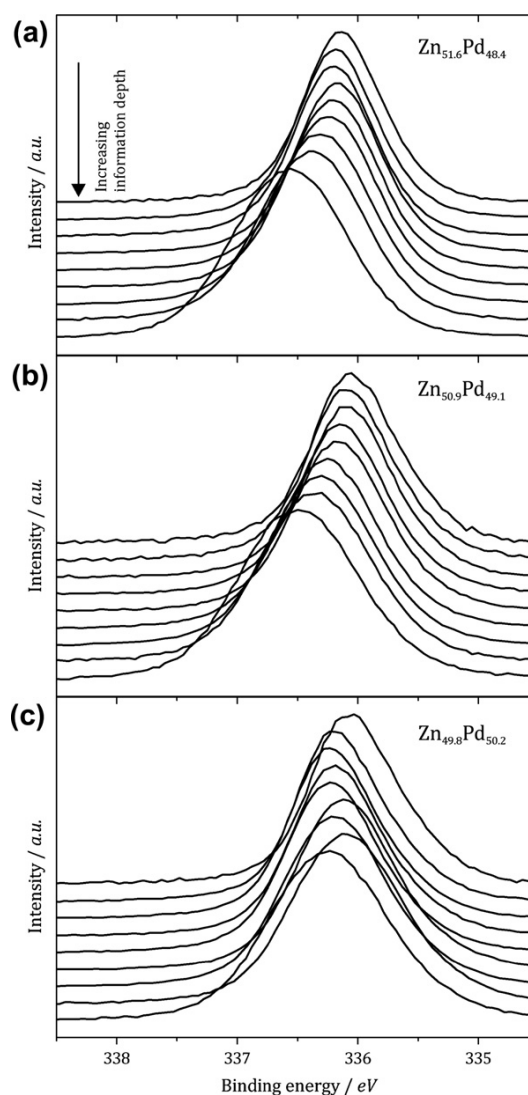 (a)
Zn51.6Pd48.4
Increasing
information depth
Intensity / a.u.
(b)
Zn50.9Pd49.1
Intensity / a.u.
(c)
Zn49.8Pd50.2
Intensity / a.u.
338 337 336 335
Binding energy / eV